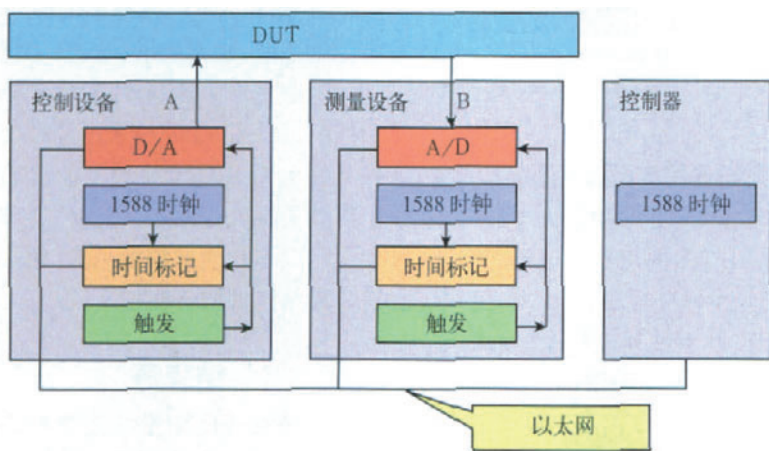 DUT
控制设备
A
D/A
1588 时钟
时间标记
触发
测量设备
B
A/D
1588 时钟
时间标记
触发
控制器
1588 时钟
以太网